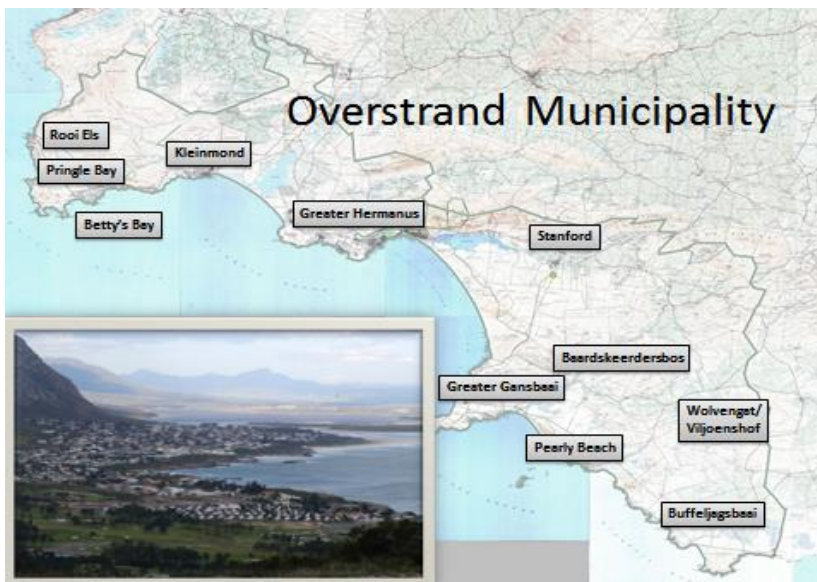 Overstrand Municipality
Rooi Els
Kleinmond
Pringle Bay
Betty's Bay
Greater Hermanus
Stanford
Baardskeerdersbos
Greater Gansbaai
Wolvengat/
Viljoenshof
Pearly Beach
Buffeljagsbaai